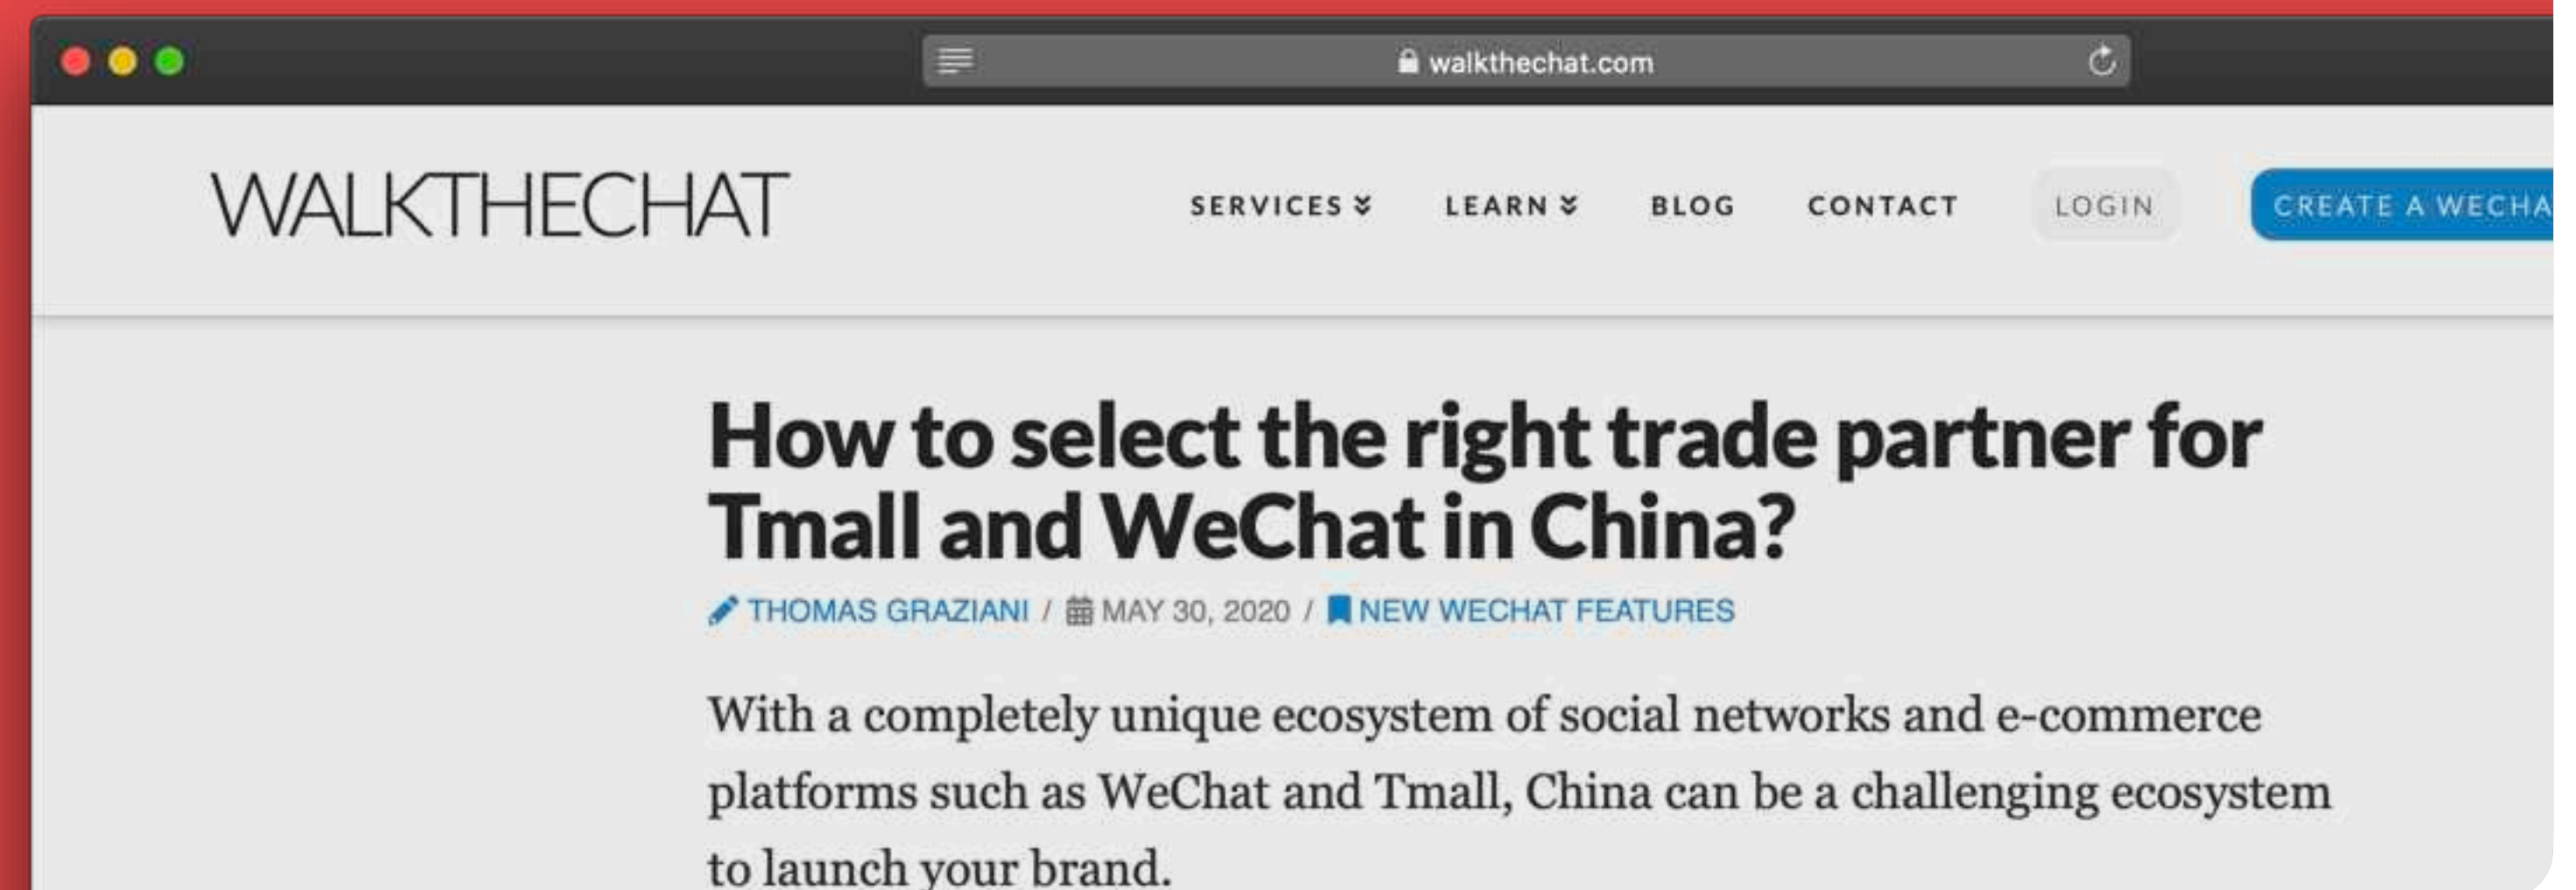 walkthechat.com
WALKTHECHAT
SERVICES
LEARN
BLOG
CONTACT
LOGIN
CREATE A WECHA
How to select the right trade partner for
Tmall and WeChat in China?
THOMAS GRAZIANI / MAY 30, 2020 / NEW WECHAT FEATURES
With a completely unique ecosystem of social networks and e-commerce
platforms such as WeChat and Tmall, China can be a challenging ecosystem
to launch your brand.